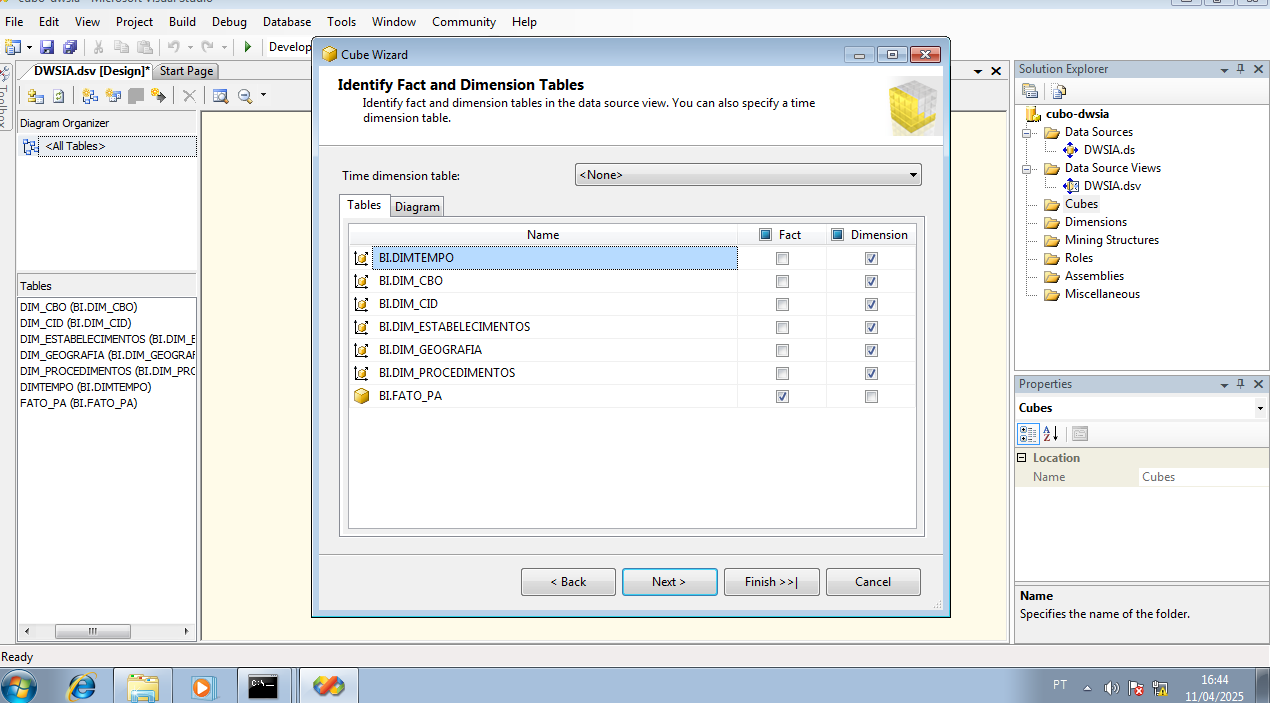 cubo-dwsia - Microsoft Visual Studio
File Edit View Project Build Debug Database Tools Window Community Help
Develop
DWSIA.dsv [Design]* Start Page
Toolbox
Diagram Organizer
<All Tables>
Tables
DIM_CBO (BI.DIM_CBO)
DIM_CID (BI.DIM_CID)
DIM_ESTABELECIMENTOS (BI.DIM_E
DIM_GEOGRAFIA (BI.DIM_GEOGRAF
DIM_PROCEDIMENTOS (BI.DIM_PRO
DIMTEMPO (BI.DIMTEMPO)
FATO_PA (BI.FATO_PA)
Cube Wizard
Identify Fact and Dimension Tables
Identify fact and dimension tables in the data source view. You can also specify a time
dimension table.
Time dimension table: <None>
Tables Diagram
Name Fact Dimension
BI.DIMTEMPO
BI.DIM_CBO
BI.DIM_CID
BI.DIM_ESTABELECIMENTOS
BI.DIM_GEOGRAFIA
BI.DIM_PROCEDIMENTOS
BI.FATO_PA
< Back Next > Finish >>| Cancel
Solution Explorer
cubo-dwsia
Data Sources
DWSIA.ds
Data Source Views
DWSIA.dsv
Cubes
Dimensions
Mining Structures
Roles
Assemblies
Miscellaneous
Properties
Cubes
Location
Name Cubes
Name
Specifies the name of the folder.
Ready
PT
16:44
11/04/2025